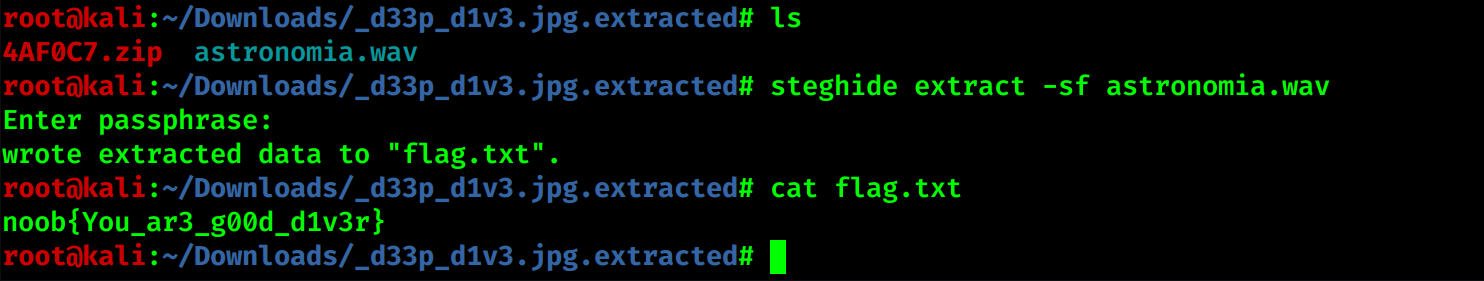 root@kali:~/Downloads/_d33p_d1v3.jpg.extracted# ls
4AF0C7.zip  astronomia.wav
root@kali:~/Downloads/_d33p_d1v3.jpg.extracted# steghide extract -sf astronomia.wav
Enter passphrase:
wrote extracted data to "flag.txt".
root@kali:~/Downloads/_d33p_d1v3.jpg.extracted# cat flag.txt
noob{You_ar3_g00d_d1v3r}
root@kali:~/Downloads/_d33p_d1v3.jpg.extracted#